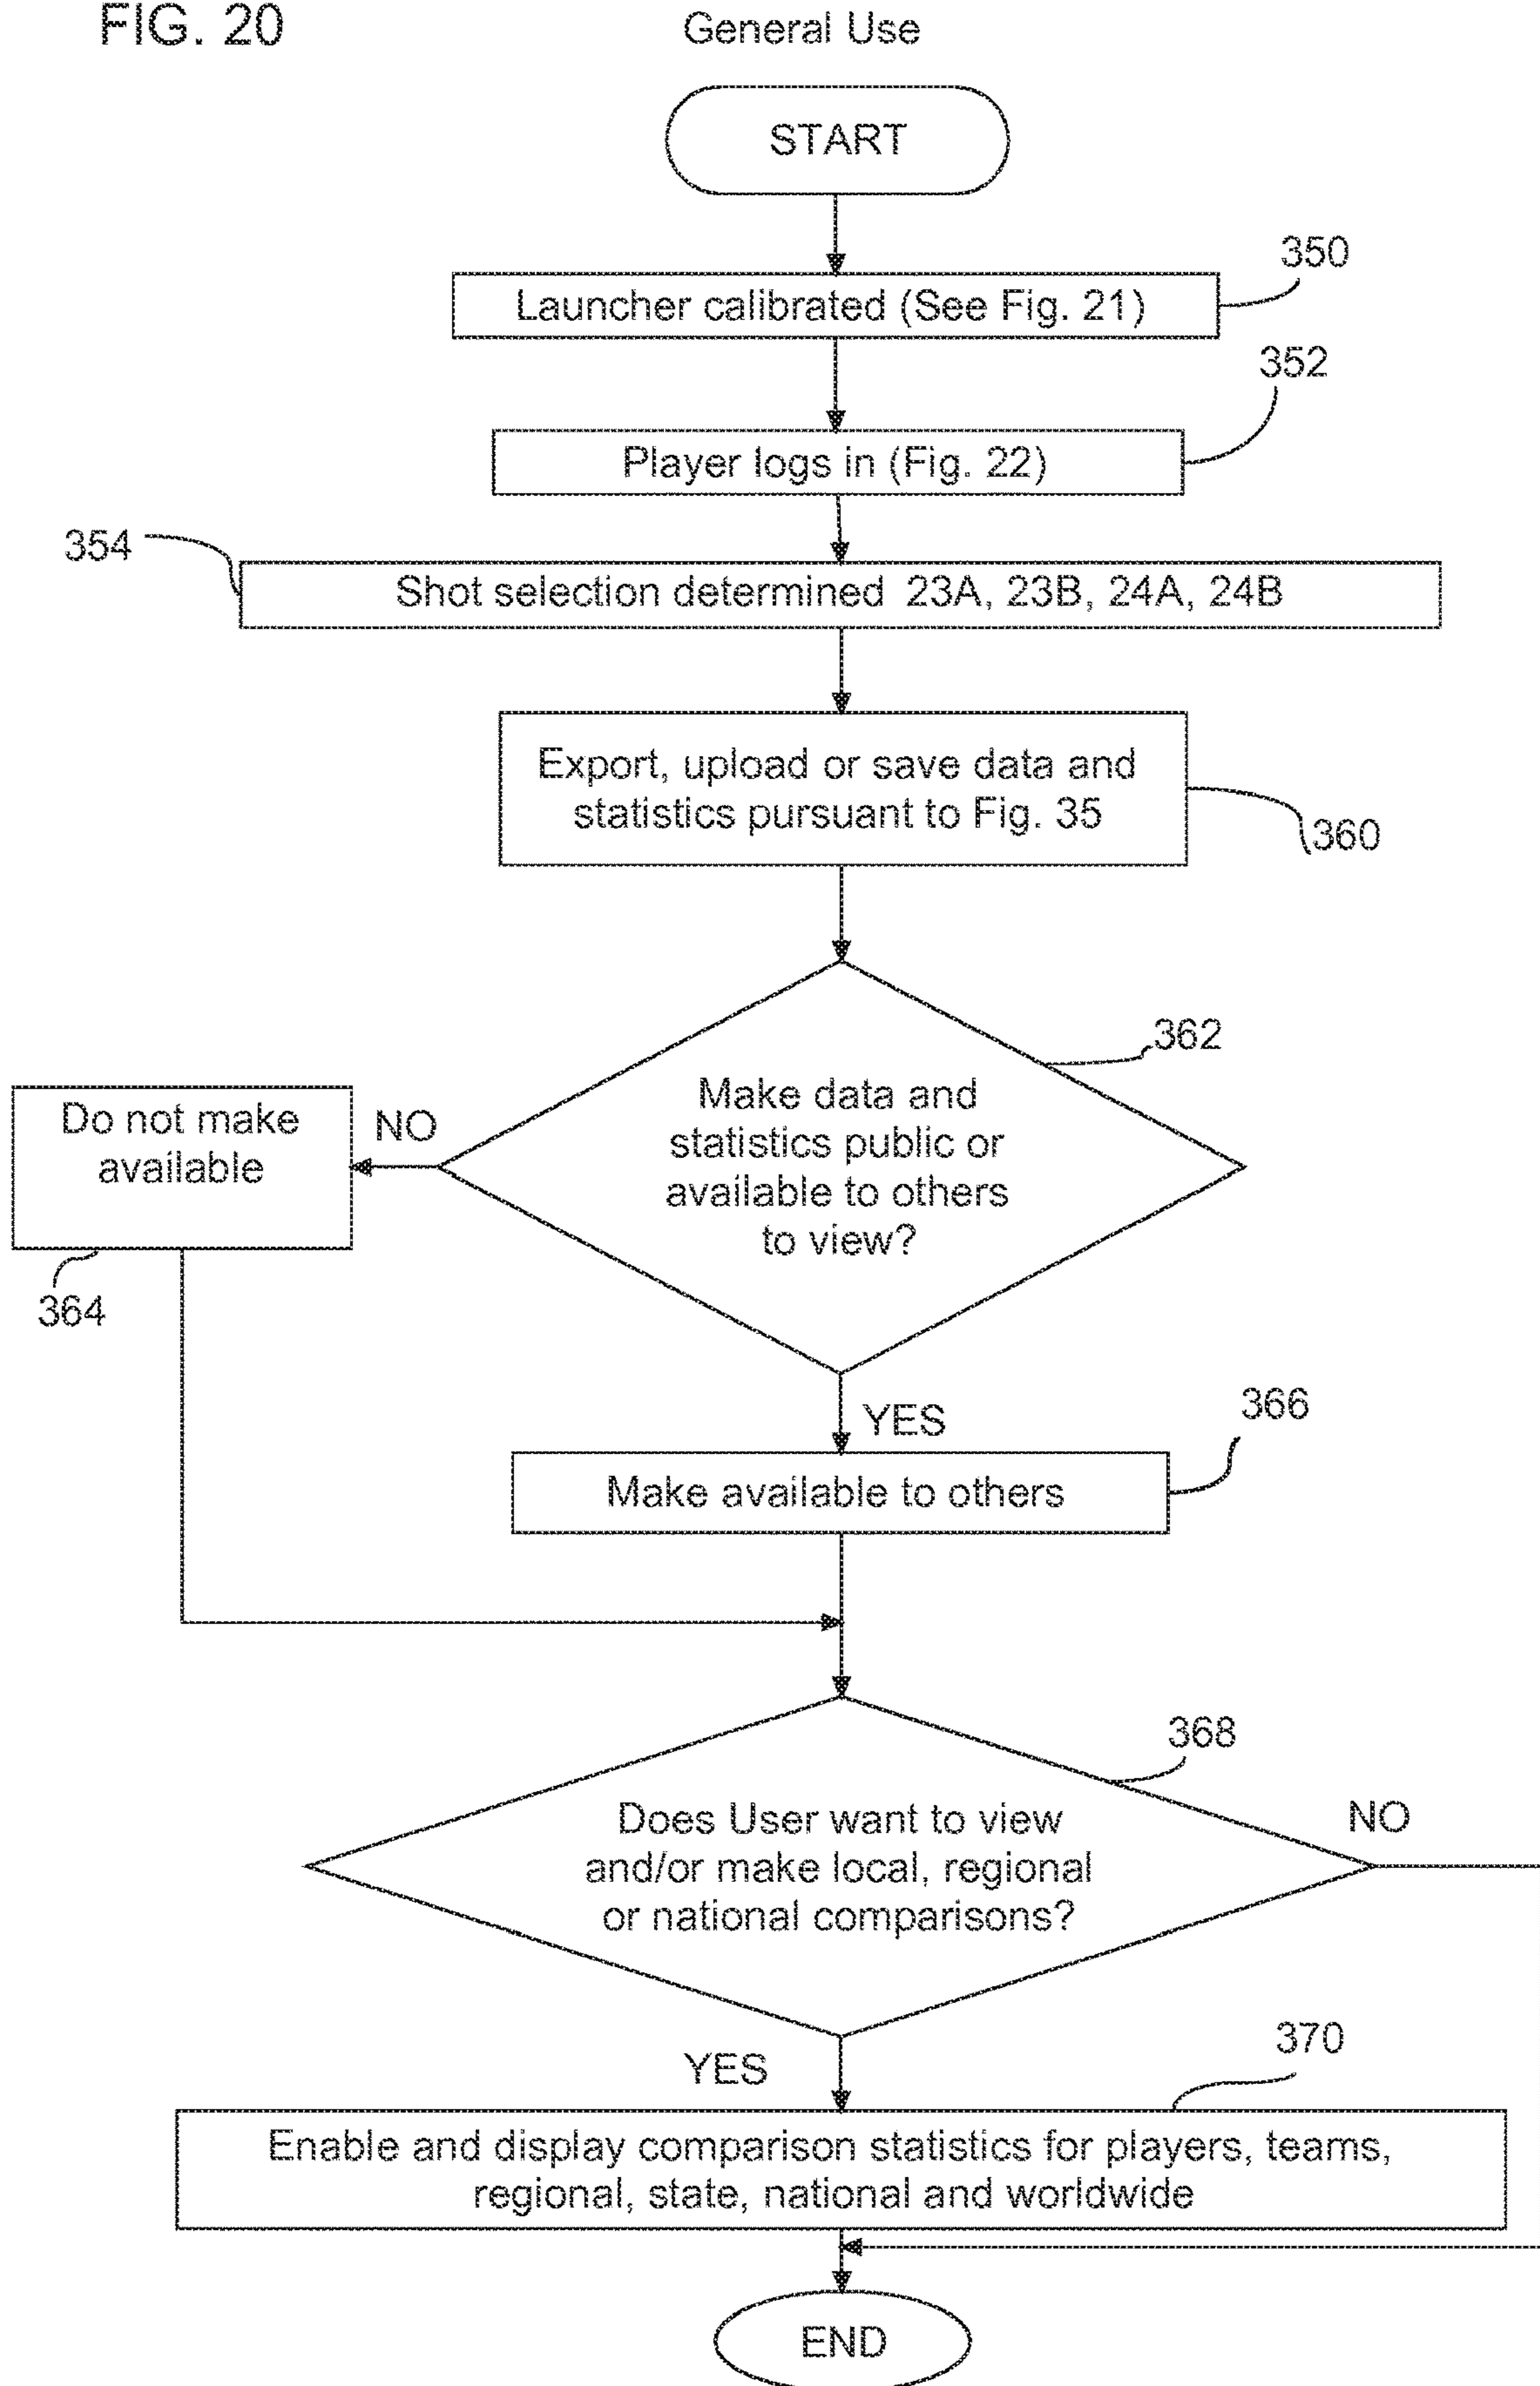 FIG. 20
General Use
START
350
Launcher calibrated (See Fig. 21)
352
Player logs in (Fig. 22)
354
Shot selection determined 23A, 23B, 24A, 24B
Export, upload or save data and
statistics pursuant to Fig. 35
360
362
Make data and
statistics public or
available to others
to view?
NO
Do not make
available
364
YES
366
Make available to others
368
Does User want to view
and/or make local, regional
or national comparisons?
NO
YES
370
Enable and display comparison statistics for players, teams,
regional, state, national and worldwide
END